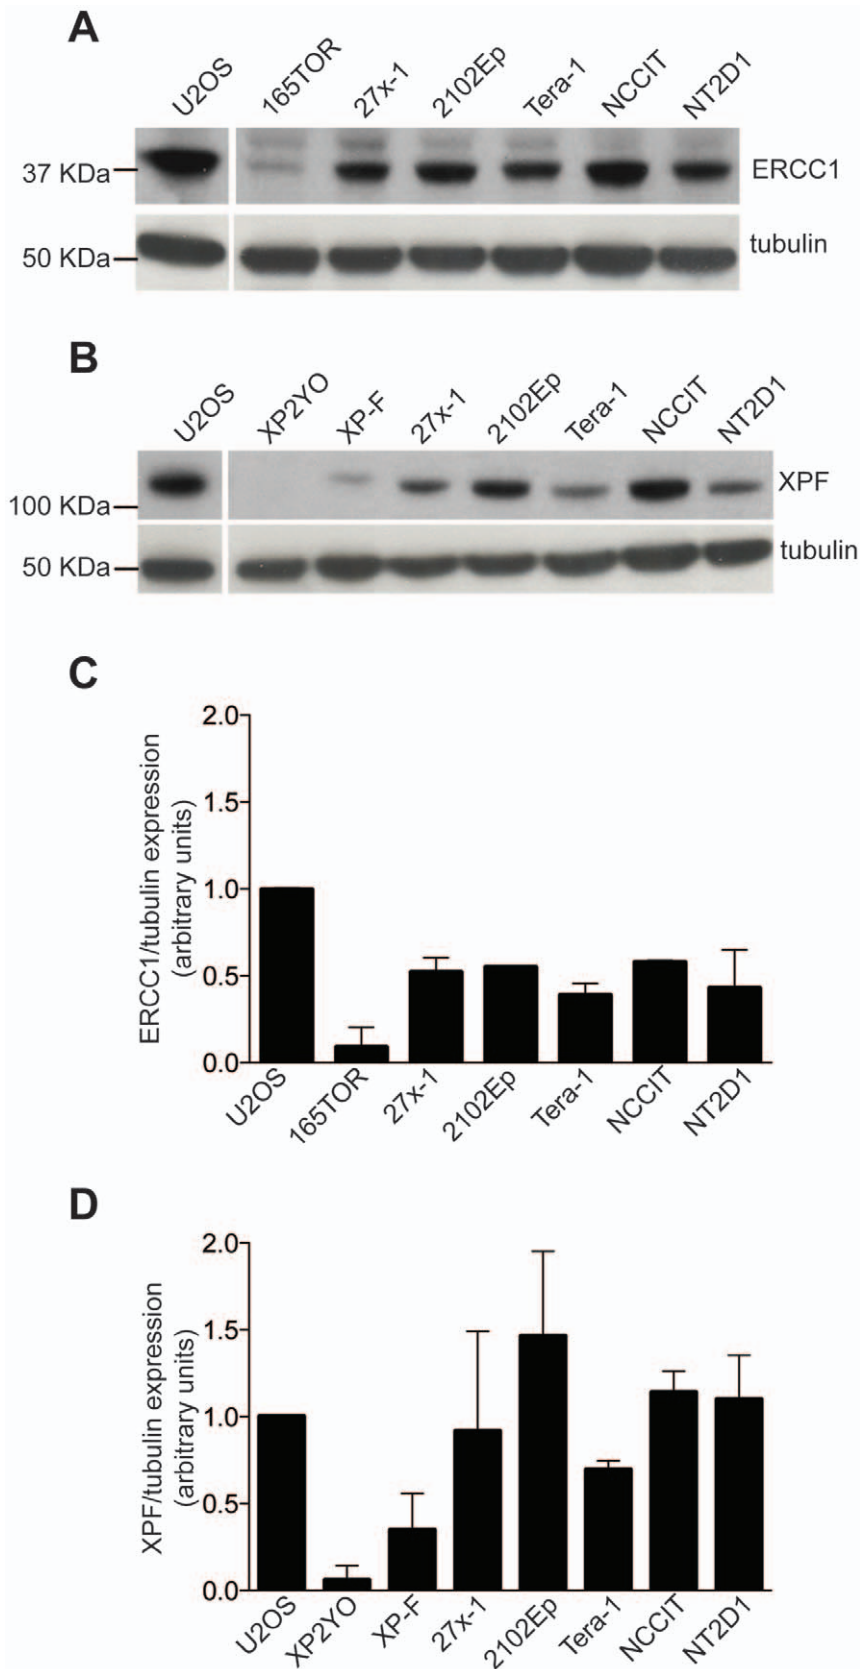 A
U2OS 165TOR 27x-1 2102Ep Tera-1 NCCIT NT2D1
37 KDa ERCC1
50 KDa tubulin
B
U2OS XP2YO XP-F 27x-1 2102Ep Tera-1 NCCIT NT2D1
100 KDa XPF
50 KDa tubulin
C
ERCC1/tubulin expression
(arbitrary units)
2.0
1.5
1.0
0.5
0.0
U2OS 165TOR 27x-1 2102Ep Tera-1 NCCIT NT2D1
D
XPF/tubulin expression
(arbitrary units)
2.0
1.5
1.0
0.5
0.0
U2OS XP2YO XP-F 27x-1 2102Ep Tera-1 NCCIT NT2D1